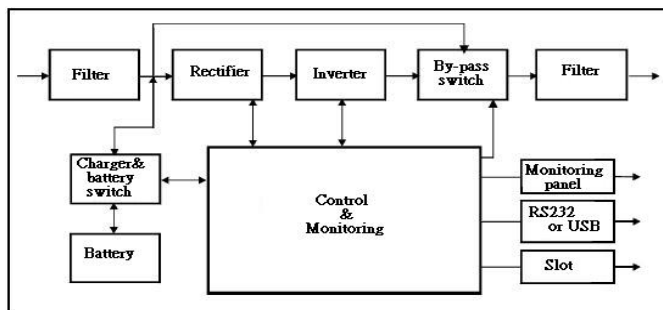 Filter
Rectifier
Inverter
By-pass
switch
Filter
Charger&
battery
switch
Battery
Control
&
Monitoring
Monitoring
panel
RS232
or USB
Slot